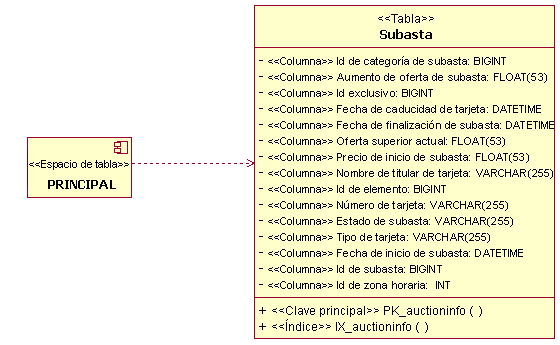 <<Tabla>>
Subasta
- <<Columna>> Id de categoría de subasta: BIGINT
- <<Columna>> Aumento de oferta de subasta: FLOAT(53)
- <<Columna>> Id exclusivo: BIGINT
- <<Columna>> Fecha de caducidad de tarjeta: DATETIME
- <<Columna>> Fecha de finalización de subasta: DATETIME
- <<Columna>> Oferta superior actual: FLOAT(53)
- <<Columna>> Precio de inicio de subasta: FLOAT(53)
- <<Columna>> Nombre de titular de tarjeta: VARCHAR(255)
- <<Columna>> Id de elemento: BIGINT
- <<Columna>> Número de tarjeta: VARCHAR(255)
- <<Columna>> Estado de subasta: VARCHAR(255)
- <<Columna>> Tipo de tarjeta: VARCHAR(255)
- <<Columna>> Fecha de inicio de subasta: DATETIME
- <<Columna>> Id de subasta: BIGINT
- <<Columna>> Id de zona horaria: INT
+ <<Clave principal>> PK_auctioninfo ( )
+ <<Índice>> IX_auctioninfo ( )
<<Espacio de tabla>>
PRINCIPAL